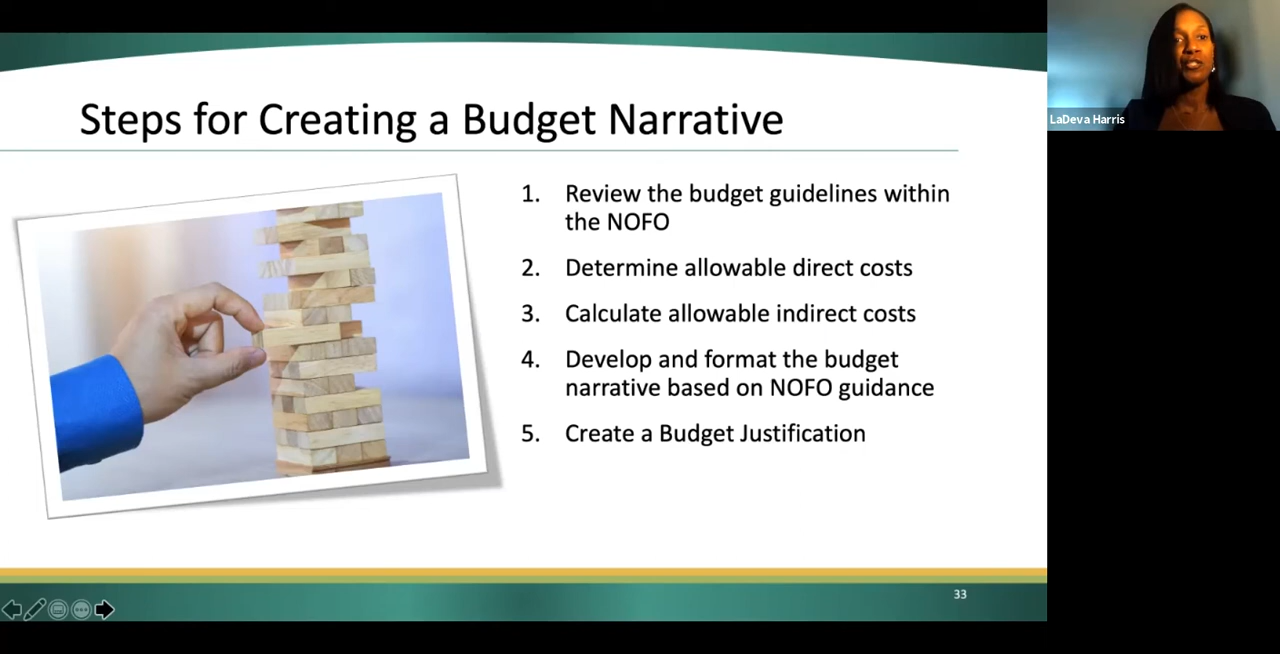 Steps for Creating a Budget Narrative
LaDeva Harris
1. Review the budget guidelines within
the NOFO
2. Determine allowable direct costs
3. Calculate allowable indirect costs
4. Develop and format the budget
narrative based on NOFO guidance
5. Create a Budget Justification
33